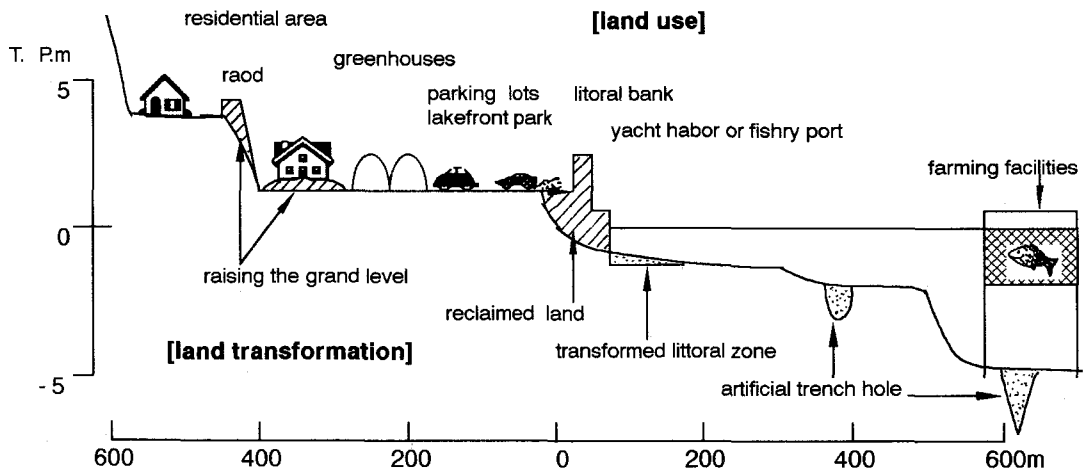 residential area
[land use]
T. P.m
greenhouses
raod
5
parking lots
litoral bank
lakefront park
yacht habor or fishry port
farming facilities
0
raising the grand level
reclaimed land
[land transformation]
transformed littoral zone
-5
artificial trench hole
600
400
200
0
200
400
600m